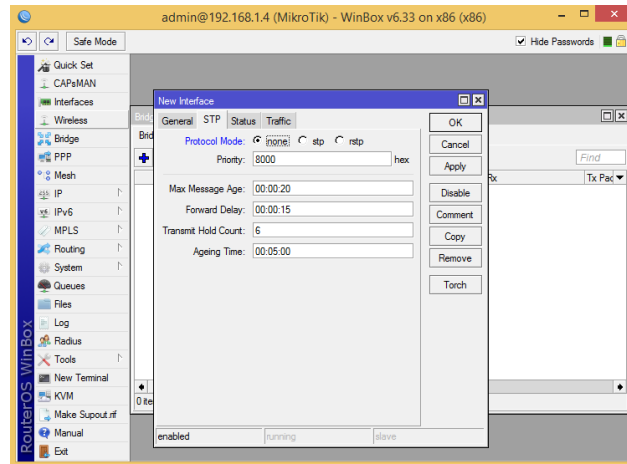 admin@192.168.1.4 (MikroTik) - WinBox v6.33 on x86 (x86)
Safe Mode
Hide Passwords
Quick Set
CAPsMAN
Interfaces
Wireless
Bridge
PPP
Mesh
IP
IPv6
MPLS
Routing
System
Queues
Files
Log
Radius
Tools
New Terminal
KVM
Make Supout.rif
Manual
Exit
RouterOS WinBox
Find
Tx Pac
New Interface
General STP Status Traffic
Protocol Mode: none stp rstp
Priority: 8000 hex
Max Message Age: 00:00:20
Forward Delay: 00:00:15
Transmit Hold Count: 6
Ageing Time: 00:05:00
OK
Cancel
Apply
Disable
Comment
Copy
Remove
Torch
enabled running slave